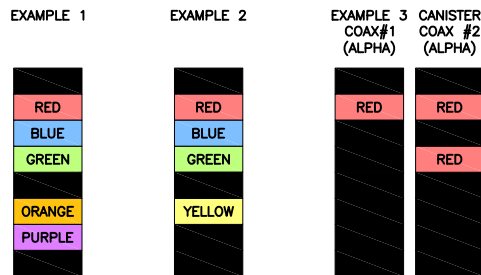 EXAMPLE 1
RED
BLUE
GREEN
ORANGE
PURPLE
EXAMPLE 2
RED
BLUE
GREEN
YELLOW
EXAMPLE 3
COAX#1
(ALPHA)
RED
CANISTER
COAX #2
(ALPHA)
RED
RED